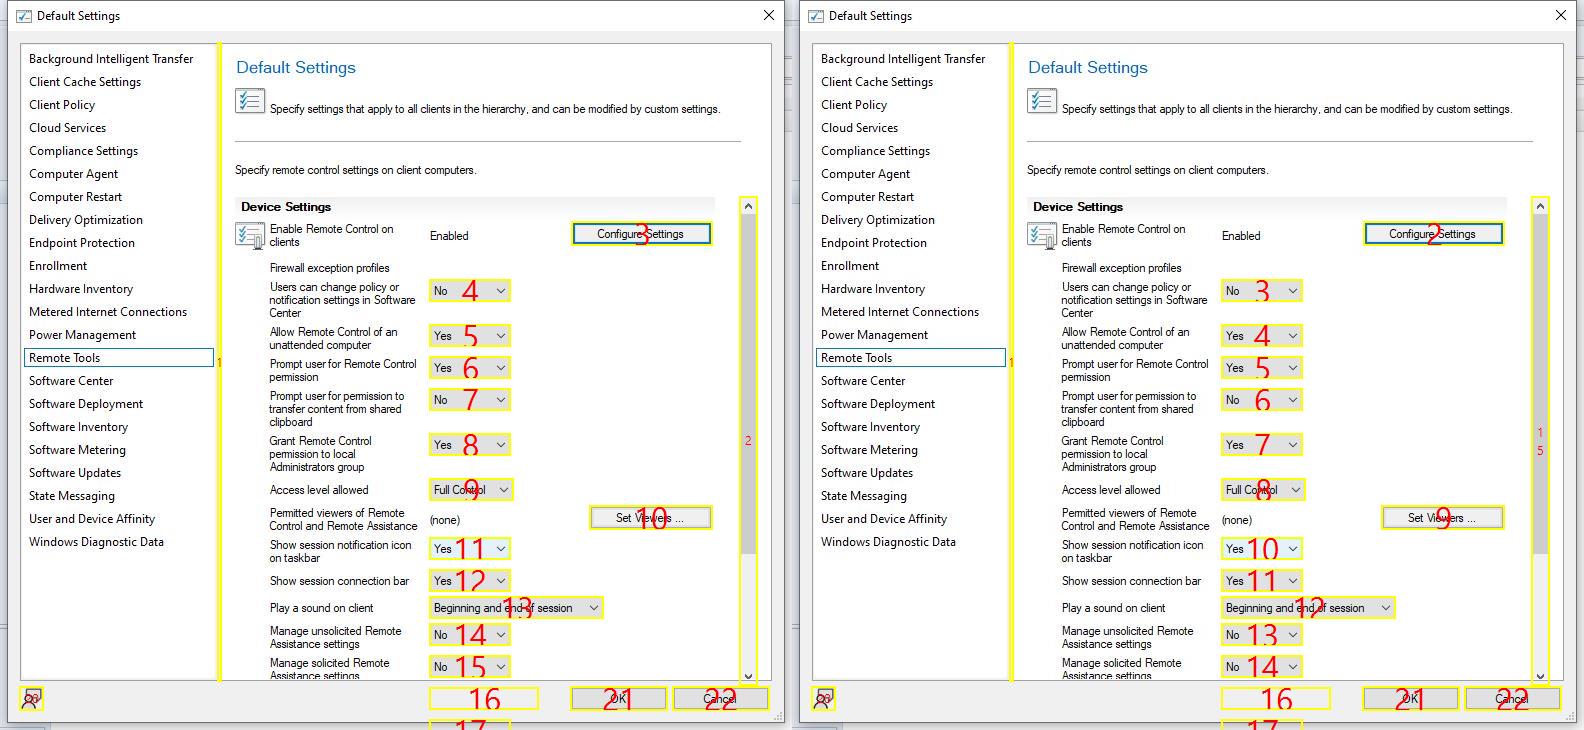 Default Settings
Background Intelligent Transfer
Client Cache Settings
Client Policy
Cloud Services
Compliance Settings
Computer Agent
Computer Restart
Delivery Optimization
Endpoint Protection
Enrollment
Hardware Inventory
Metered Internet Connections
Power Management
Remote Tools
Software Center
Software Deployment
Software Inventory
Software Metering
Software Updates
State Messaging
User and Device Affinity
Windows Diagnostic Data
1
Default Settings
Specify settings that apply to all clients in the hierarchy, and can be modified by custom settings.
Specify remote control settings on client computers.
Device Settings
Enable Remote Control on
clients
Enabled
Configure Settings
3
Firewall exception profiles
Users can change policy or
notification settings in Software
Center
No 4
Allow Remote Control of an
unattended computer
Yes 5
Prompt user for Remote Control
permission
Yes 6
Prompt user for permission to
transfer content from shared
clipboard
No 7
Grant Remote Control
permission to local
Administrators group
Yes 8
2
Access level allowed
Full Control
9
Permitted viewers of Remote
Control and Remote Assistance
(none)
Set Viewers ...
10
Show session notification icon
on taskbar
Yes 11
Show session connection bar
Yes 12
Play a sound on client
Beginning and end of session
13
Manage unsolicited Remote
Assistance settings
No 14
Manage solicited Remote
Assistance settings
No 15
16
OK
21
Cancel
22
17
Default Settings
Background Intelligent Transfer
Client Cache Settings
Client Policy
Cloud Services
Compliance Settings
Computer Agent
Computer Restart
Delivery Optimization
Endpoint Protection
Enrollment
Hardware Inventory
Metered Internet Connections
Power Management
Remote Tools
Software Center
Software Deployment
Software Inventory
Software Metering
Software Updates
State Messaging
User and Device Affinity
Windows Diagnostic Data
1
Default Settings
Specify settings that apply to all clients in the hierarchy, and can be modified by custom settings.
Specify remote control settings on client computers.
Device Settings
Enable Remote Control on
clients
Enabled
Configure Settings
2
Firewall exception profiles
Users can change policy or
notification settings in Software
Center
No 3
Allow Remote Control of an
unattended computer
Yes 4
Prompt user for Remote Control
permission
Yes 5
Prompt user for permission to
transfer content from shared
clipboard
No 6
Grant Remote Control
permission to local
Administrators group
Yes 7
1
5
Access level allowed
Full Control
8
Permitted viewers of Remote
Control and Remote Assistance
(none)
Set Viewers ...
9
Show session notification icon
on taskbar
Yes 10
Show session connection bar
Yes 11
Play a sound on client
Beginning and end of session
12
Manage unsolicited Remote
Assistance settings
No 13
Manage solicited Remote
Assistance settings
No 14
16
OK
21
Cancel
22
17